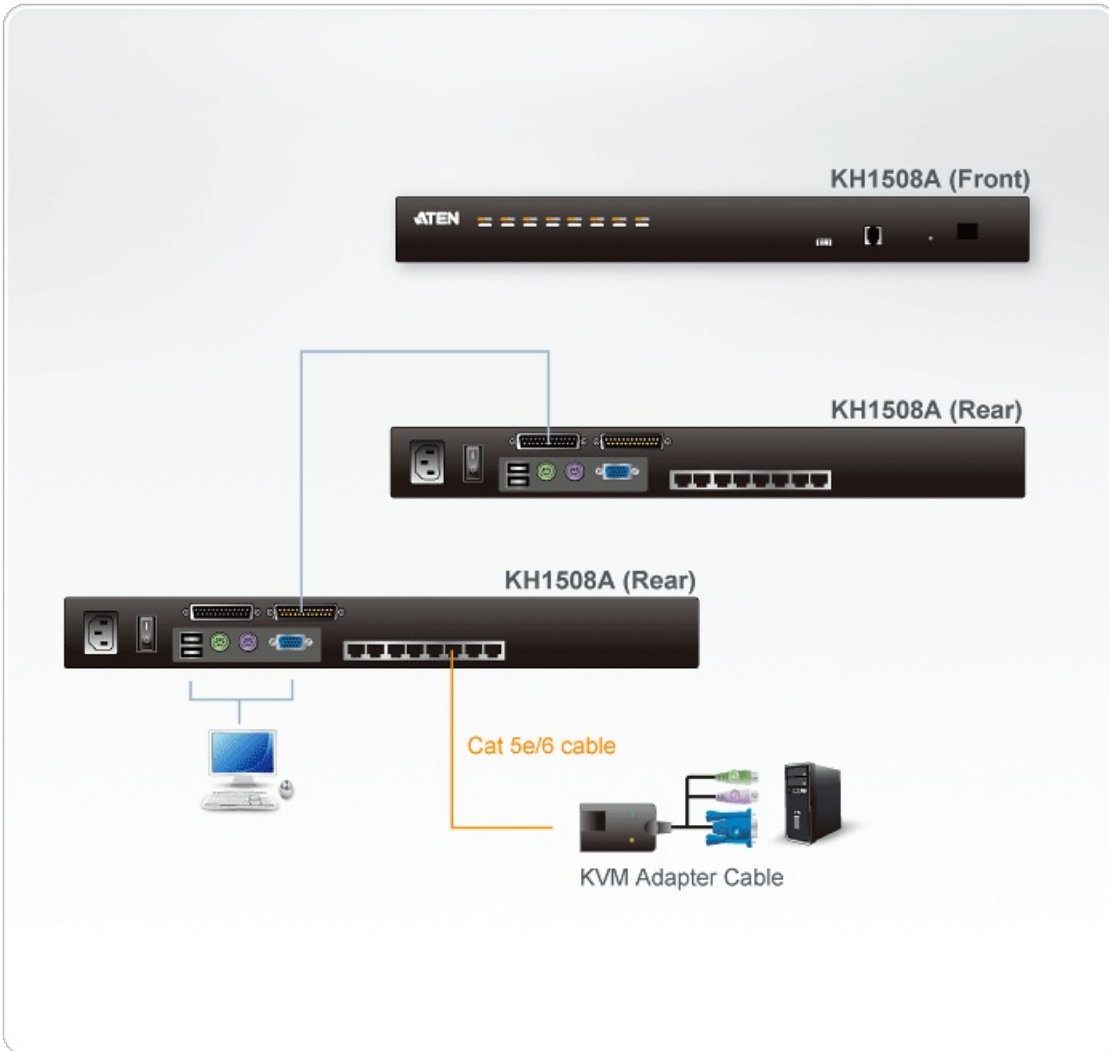 KH1508A (Front)
ATEN
KH1508A (Rear)
KH1508A (Rear)
Cat 5e/6 cable
KVM Adapter Cable